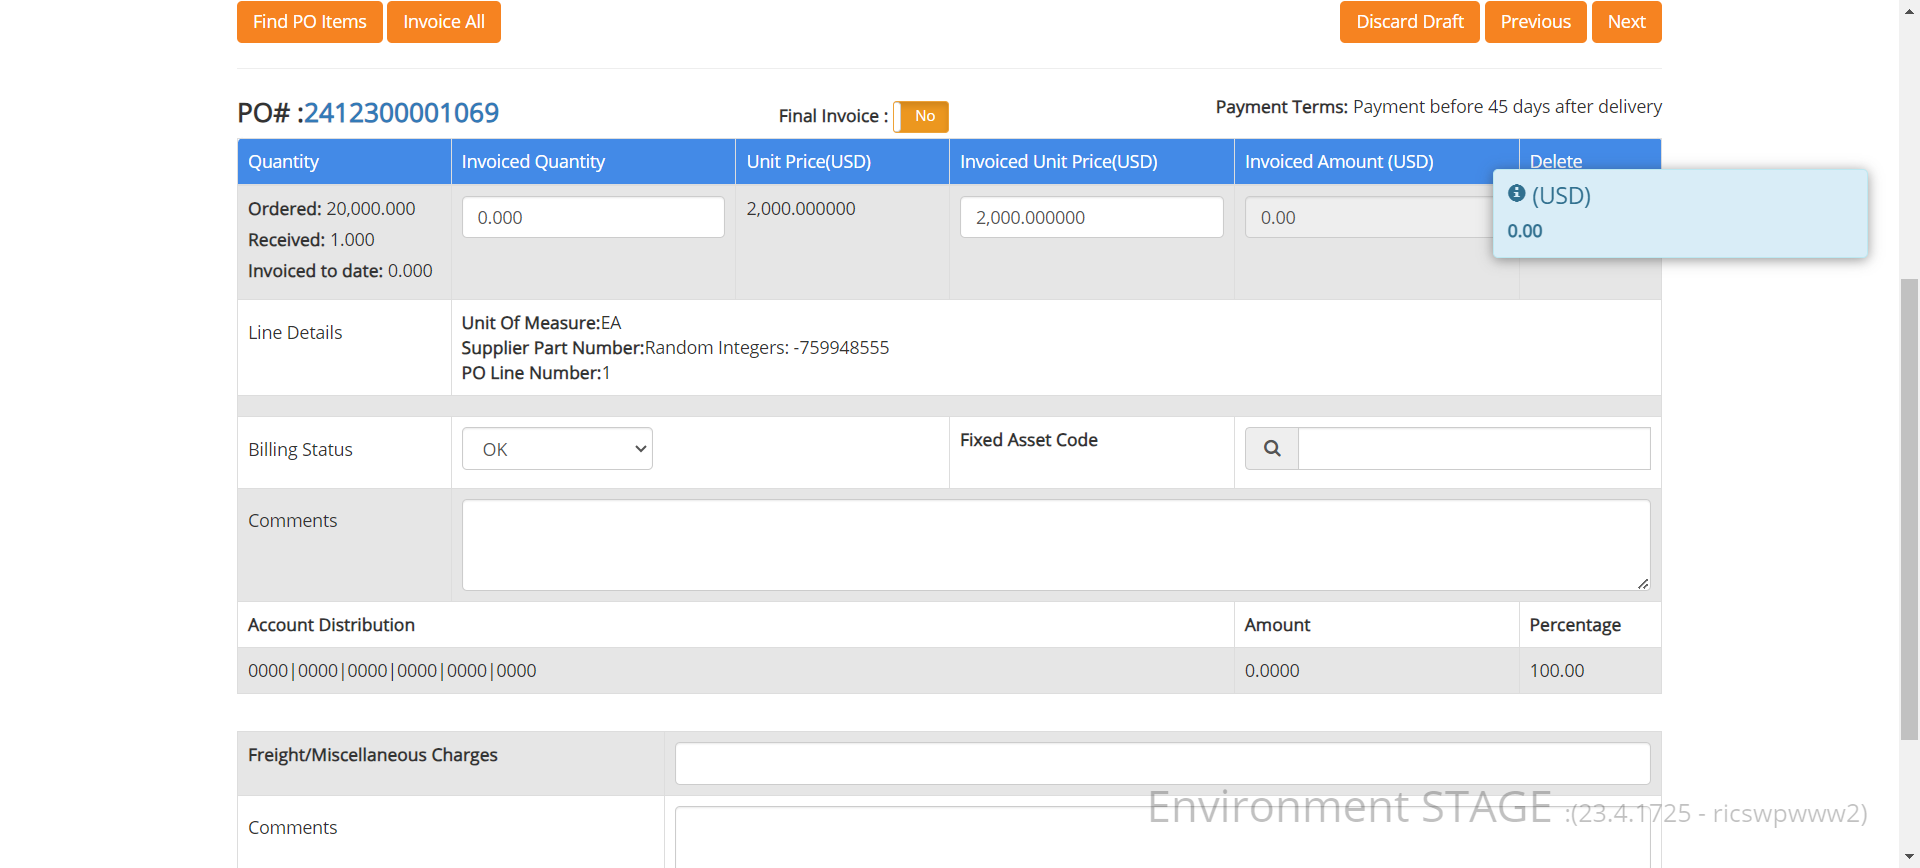 Find PO Items Invoice All Discard Draft Previous Next
PO# :2412300001069 Final Invoice : No Payment Terms: Payment before 45 days after delivery
Quantity Invoiced Quantity Unit Price(USD) Invoiced Unit Price(USD) Invoiced Amount (USD) Delete
(USD)
0.00
Ordered: 20,000.000 0.000 2,000.000000 2,000.000000 0.00
Received: 1.000
Invoiced to date: 0.000
Line Details
Unit Of Measure:EA
Supplier Part Number:Random Integers: -759948555
PO Line Number:1
Billing Status OK Fixed Asset Code
Comments
Account Distribution Amount Percentage
0000|0000|0000|0000|0000|0000 0.0000 100.00
Freight/Miscellaneous Charges
Environment STAGE :(23.4.1725 - ricswpwww2)
Comments